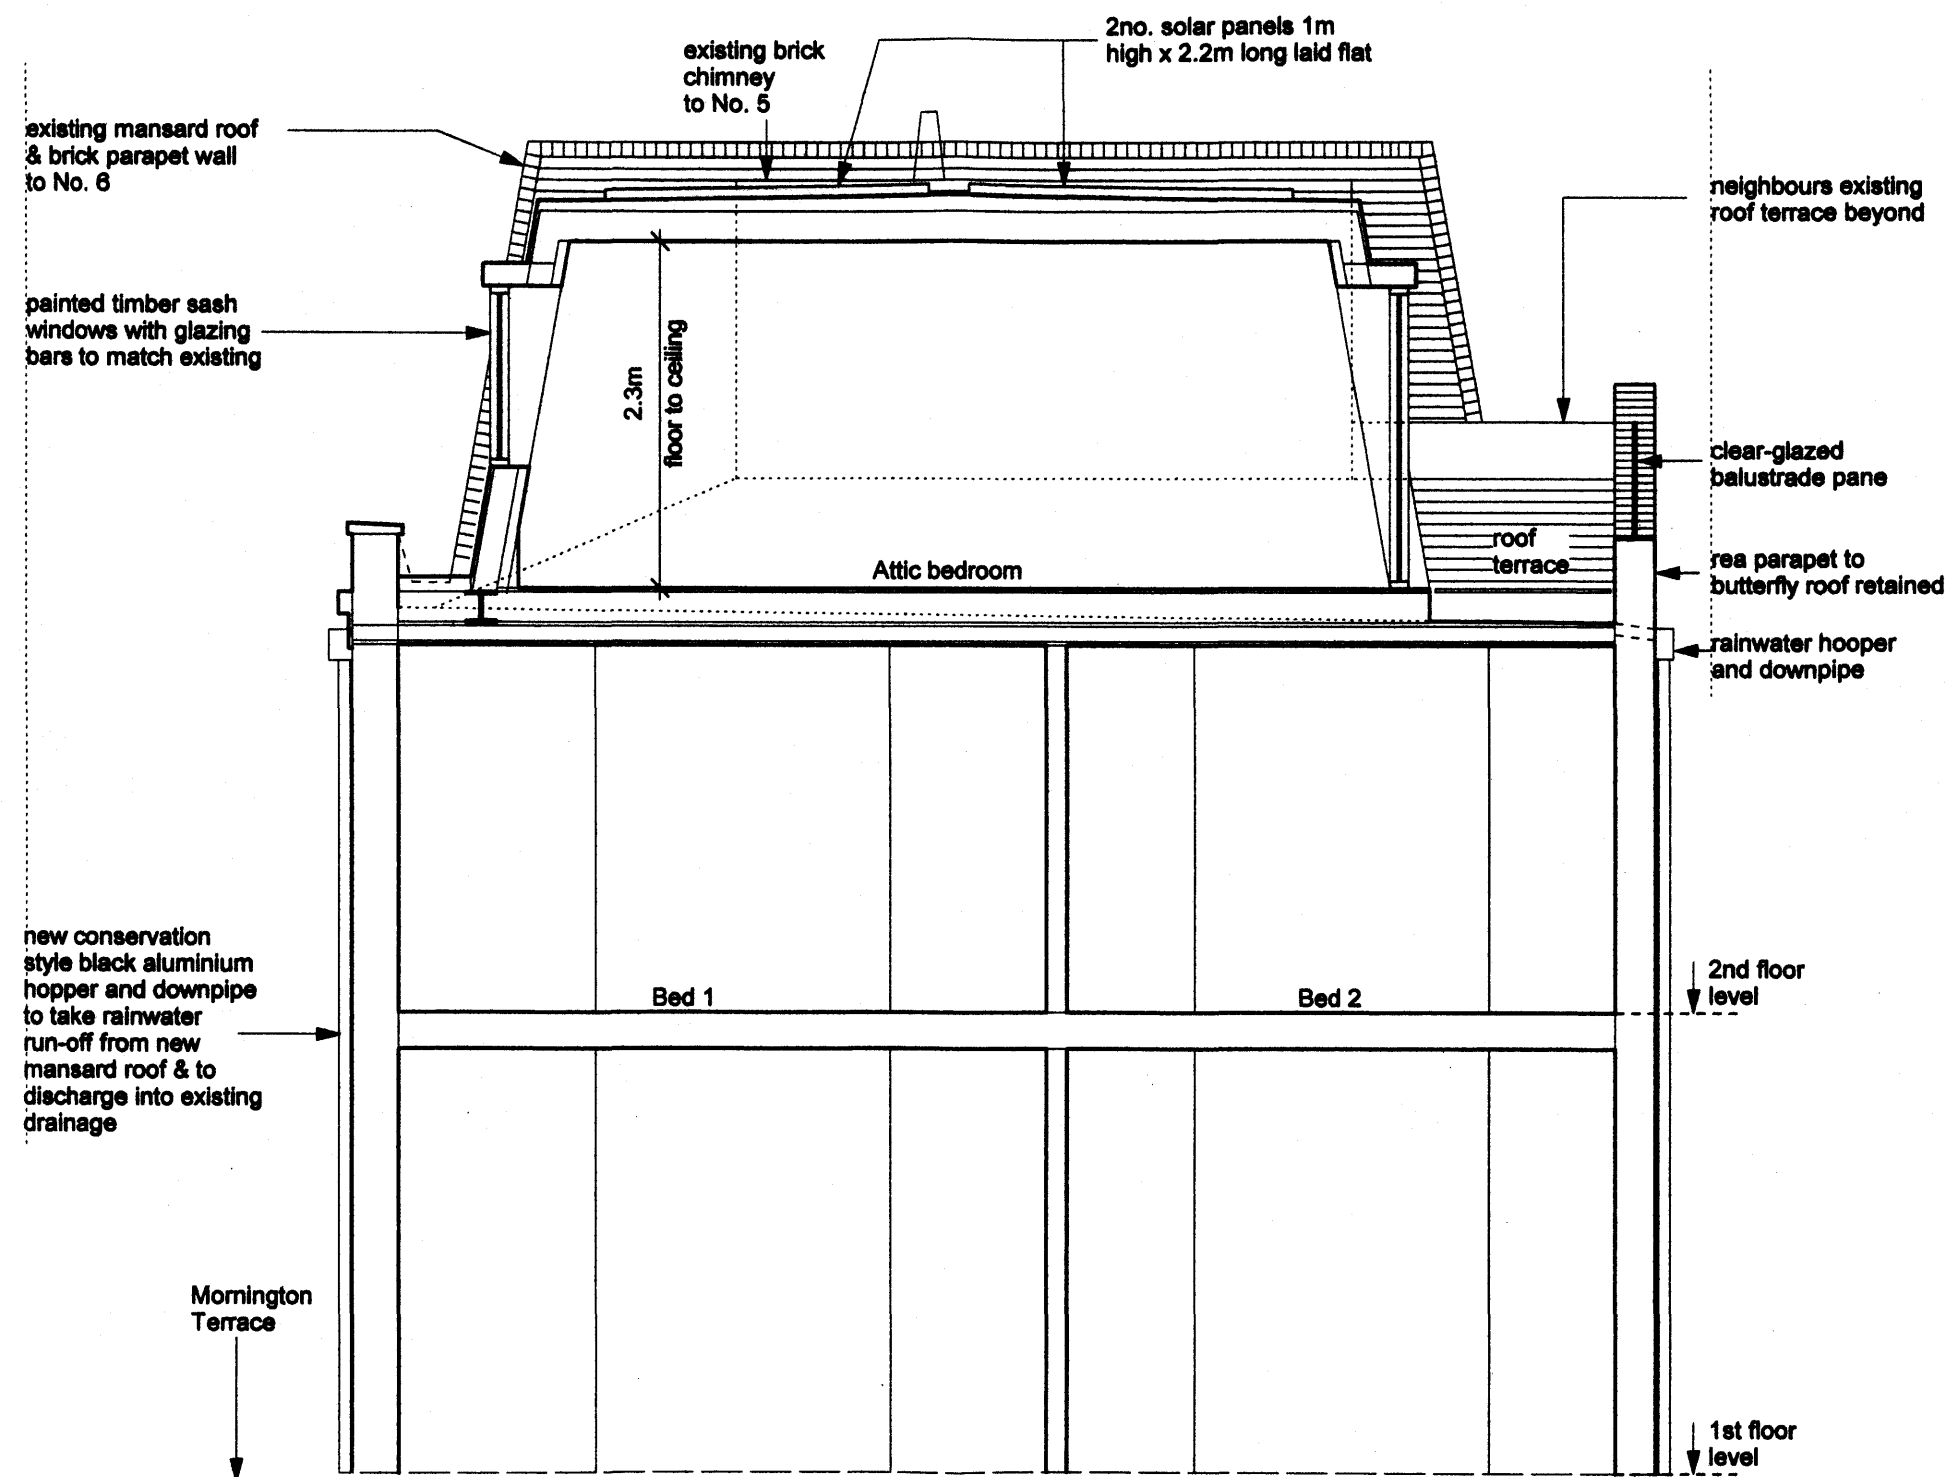 2no. solar panels 1m
high x 2.2m long laid flat
existing brick
chimney
to No. 5
existing mansard roof
& brick parapet wall
to No. 6
neighbours existing
roof terrace beyond
painted timber sash
windows with glazing
bars to match existing
2.3m
floor to ceiling
clear-glazed
balustrade pane
roof
terrace
Attic bedroom
rea parapet to
butterfly roof retained
rainwater hooper
and downpipe
new conservation
style black aluminium
hopper and downpipe
to take rainwater
run-off from new
mansard roof & to
discharge into existing
drainage
Bed 1
Bed 2
2nd floor
level
Mornington
Terrace
1st floor
level